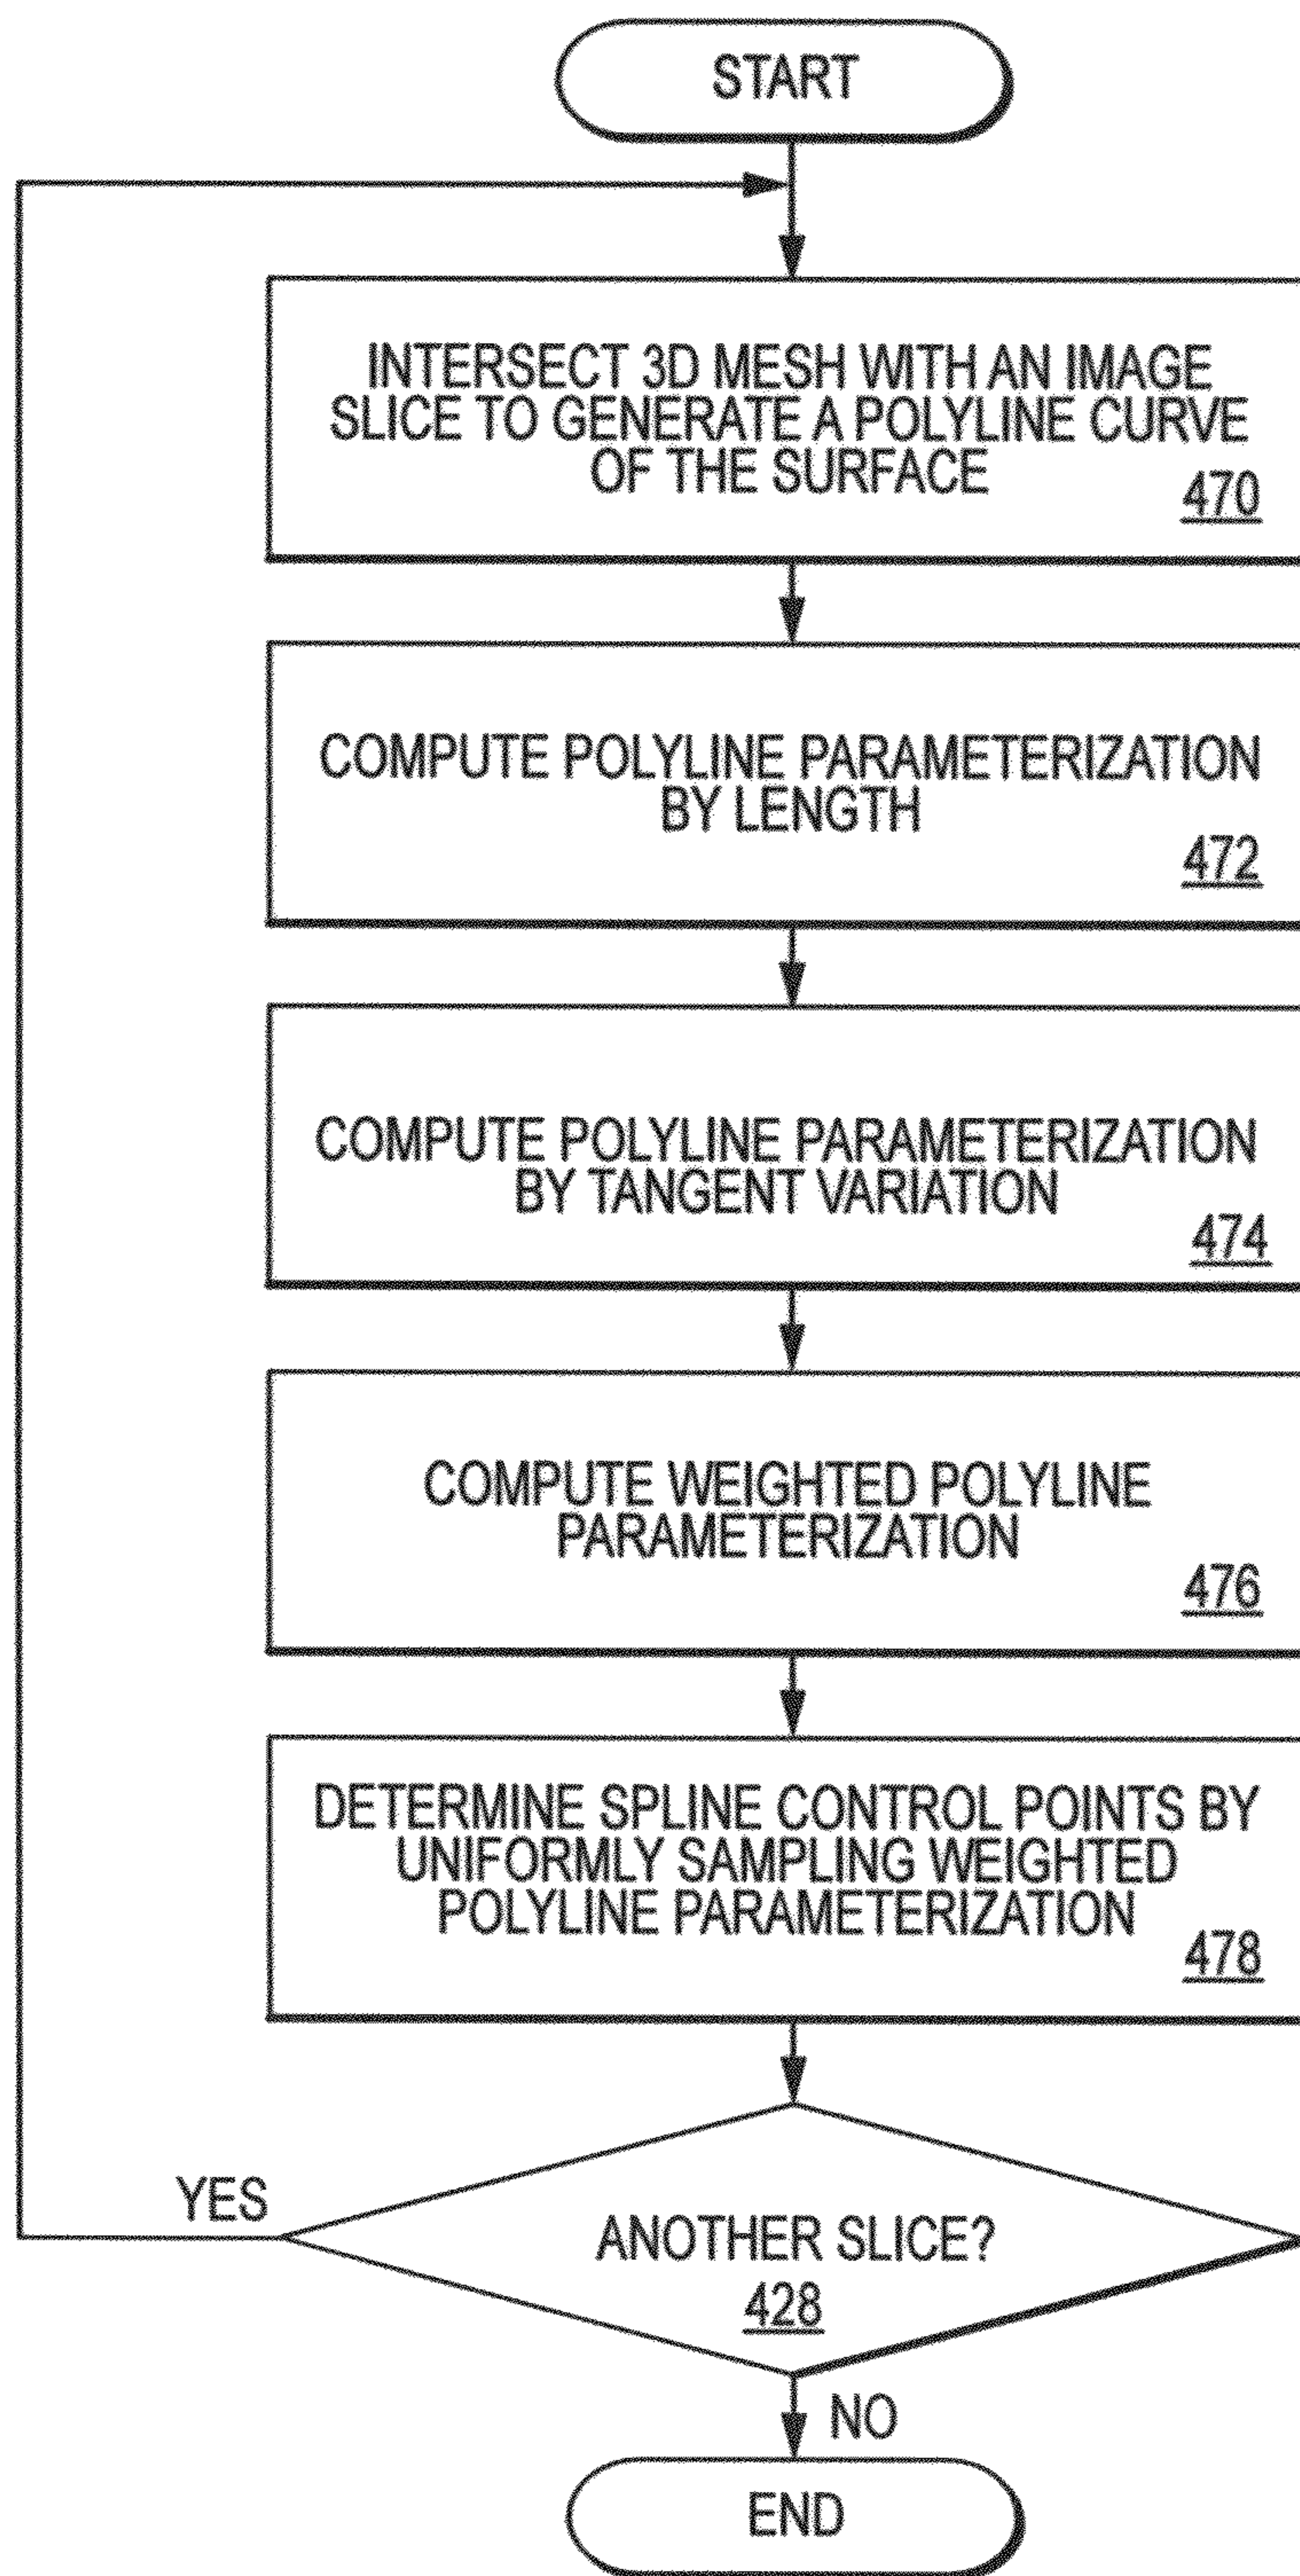 START
INTERSECT 3D MESH WITH AN IMAGE
SLICE TO GENERATE A POLYLINE CURVE
OF THE SURFACE
470
COMPUTE POLYLINE PARAMETERIZATION
BY LENGTH
472
COMPUTE POLYLINE PARAMETERIZATION
BY TANGENT VARIATION
474
COMPUTE WEIGHTED POLYLINE
PARAMETERIZATION
476
DETERMINE SPLINE CONTROL POINTS BY
UNIFORMLY SAMPLING WEIGHTED
POLYLINE PARAMETERIZATION
478
YES
ANOTHER SLICE?
428
NO
END